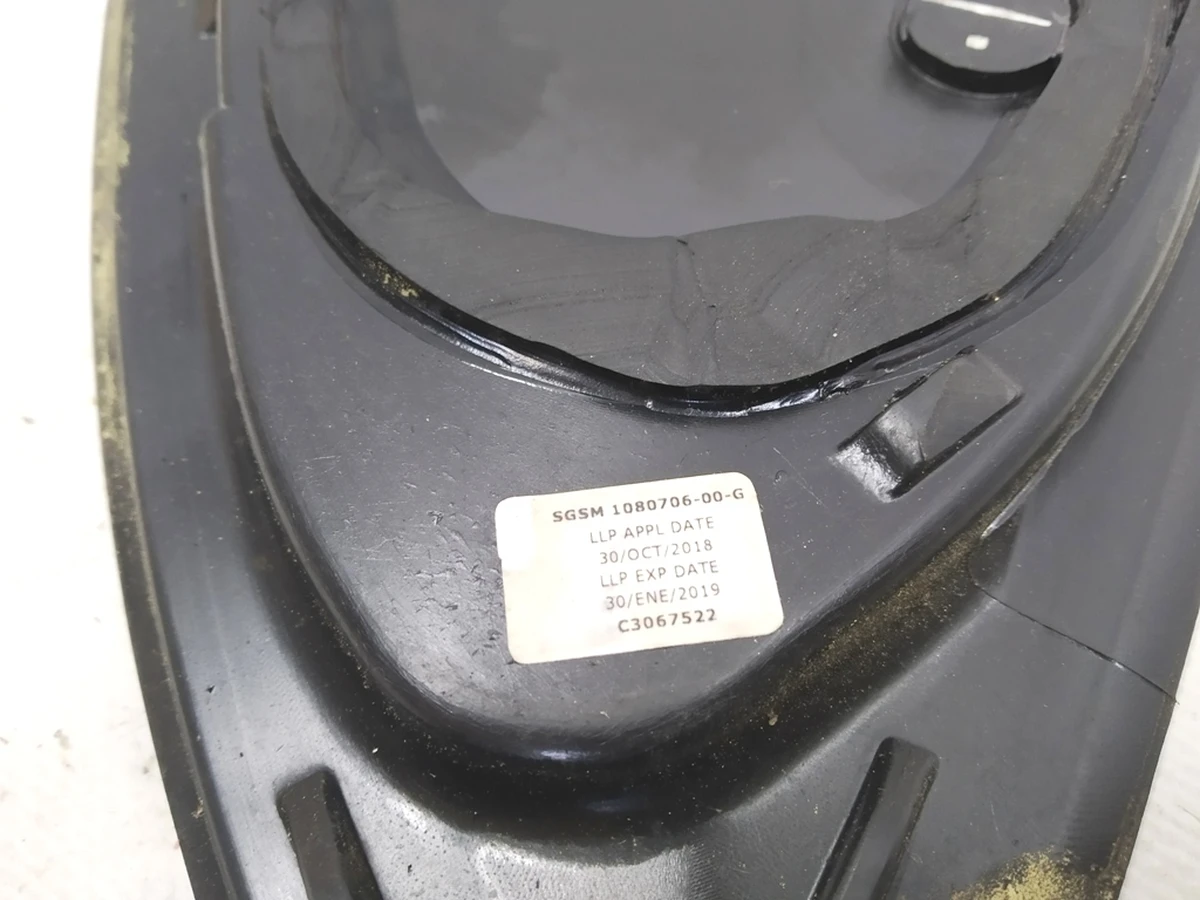 SGSM 1080706-00-G
LLP APPL DATE
30/OCT/2018
LLP EXP DATE
30/ENE/2019
C3067522